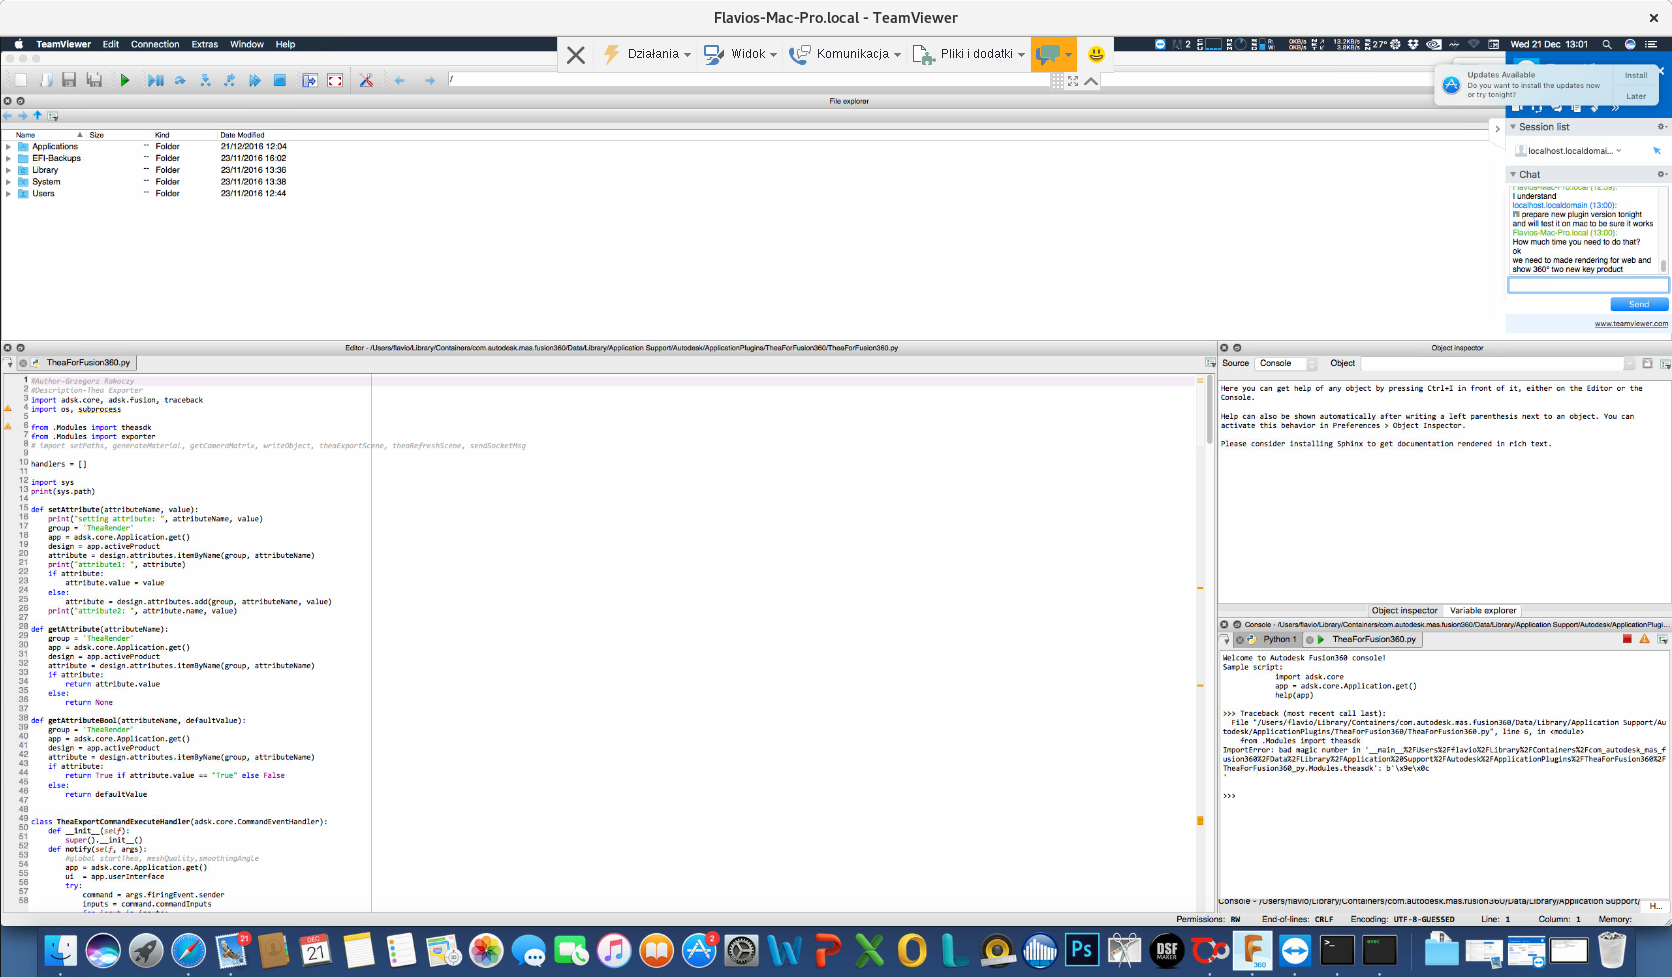 Flavios-Mac-Pro.local - TeamViewer
TeamViewer Edit Connection Extras Window Help
Działania Widok Komunikacja Pliki i dodatki
Wed 21 Dec 13:01
Updates Available
Do you want to install the updates now
or try tonight?
Install
Later
/
File explorer
Name Size Kind Date Modified
Applications -- Folder 21/12/2016 12:04
EFI-Backups -- Folder 23/11/2016 16:02
Library -- Folder 23/11/2016 13:36
System -- Folder 23/11/2016 13:38
Users -- Folder 23/11/2016 12:44
Session list
localhost.localdomai...
Chat
Flavios-Mac-Pro.local (12:59):
I understand
localhost.localdomain (13:00):
I'll prepare new plugin version tonight
and will test it on mac to be sure it works
Flavios-Mac-Pro.local (13:00):
How much time you need to do that?
ok
we need to made rendering for web and
show 360° two new key product
Send
www.teamviewer.com
Editor - /Users/flavio/Library/Containers/com.autodesk.mas.fusion360/Data/Library/Application Support/Autodesk/ApplicationPlugins/TheaForFusion360/TheaForFusion360.py
TheaForFusion360.py
1 #Author-Grzegorz Rakoczy
2 #Description-Thea Exporter
3 import adsk.core, adsk.fusion, traceback
4 import os, subprocess
5
6 from .Modules import theasdk
7 from .Modules import exporter
8 # import setPaths, generateMaterial, getCameraMatrix, writeObject, theaExportScene, theaRefreshScene, sendSocketMsg
9
10 handlers = []
11
12 import sys
13 print(sys.path)
14
15 def setAttribute(attributeName, value):
16 print("setting attribute: ", attributeName, value)
17 group = 'TheaRender'
18 app = adsk.core.Application.get()
19 design = app.activeProduct
20 attribute = design.attributes.itemByName(group, attributeName)
21 print("attribute1: ", attribute)
22 if attribute:
23 attribute.value = value
24 else:
25 attribute = design.attributes.add(group, attributeName, value)
26 print("attribute2: ", attribute.name, value)
27
28 def getAttribute(attributeName):
29 group = 'TheaRender'
30 app = adsk.core.Application.get()
31 design = app.activeProduct
32 attribute = design.attributes.itemByName(group, attributeName)
33 if attribute:
34 return attribute.value
35 else:
36 return None
37
38 def getAttributeBool(attributeName, defaultValue):
39 group = 'TheaRender'
40 app = adsk.core.Application.get()
41 design = app.activeProduct
42 attribute = design.attributes.itemByName(group, attributeName)
43 if attribute:
44 return True if attribute.value == "True" else False
45 else:
46 return defaultValue
47
48
49 class TheaExportCommandExecuteHandler(adsk.core.CommandEventHandler):
50 def __init__(self):
51 super().__init__()
52 def notify(self, args):
53 #global startThea, meshQuality,smoothingAngle
54 app = adsk.core.Application.get()
55 ui = app.userInterface
56 try:
57 command = args.firingEvent.sender
58 inputs = command.commandInputs
Object inspector
Source Console Object
Here you can get help of any object by pressing Ctrl+I in front of it, either on the Editor or the
Console.
Help can also be shown automatically after writing a left parenthesis next to an object. You can
activate this behavior in Preferences > Object Inspector.
Please consider installing Sphinx to get documentation rendered in rich text.
Object inspector Variable explorer
Console - /Users/flavio/Library/Containers/com.autodesk.mas.fusion360/Data/Library/Application Support/Autodesk/ApplicationPlugi...
Python 1 TheaForFusion360.py
Welcome to Autodesk Fusion360 console!
Sample script:
import adsk.core
app = adsk.core.Application.get()
help(app)
>>> Traceback (most recent call last):
File "/Users/flavio/Library/Containers/com.autodesk.mas.fusion360/Data/Library/Application Support/Au
todesk/ApplicationPlugins/TheaForFusion360/TheaForFusion360.py", line 6, in <module>
from .Modules import theasdk
ImportError: bad magic number in '__main__%2FUsers%2Fflavio%2FLibrary%2FContainers%2Fcom_autodesk_mas_f
usion360%2FData%2FLibrary%2FApplication%20Support%2FAutodesk%2FApplicationPlugins%2FTheaForFusion360%2F
TheaForFusion360_py.Modules.theasdk': b'\x9e\x0c
'
>>>
H...
Permissions: RW End-of-lines: CRLF Encoding: UTF-8-GUESSED Line: 1 Column: 1 Memory:
21
DEC
21
2
Ps
DSF
MAKER
F
360
exec